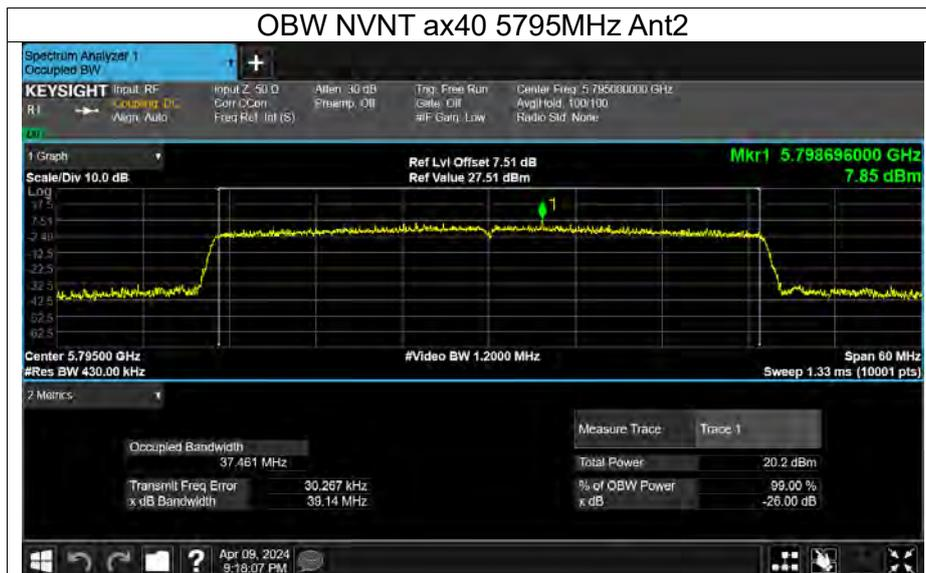 OBW NVNT ax40 5795MHz Ant2
Spectrum Analyzer 1
Occupied BW
+
KEYSIGHT Input: RF Input Z: 50 Ω Atten: 30 dB Trig: Free Run Center Freq: 5.795000000 GHz
Coupling: DC Corr CCorr Preamp: Off Gate: Off Avg|Hold: 100/100
Align: Auto Freq Ref: Int (S) #IF Gain: Low Radio Std: None
1 Graph
Ref Lvl Offset 7.51 dB
Mkr1 5.798696000 GHz
Scale/Div 10.0 dB
Ref Value 27.51 dBm
7.85 dBm
Log
17.5
1
7.51
-2.49
-12.5
-22.5
-32.5
-42.5
-52.5
-62.5
Center 5.79500 GHz
#Video BW 1.2000 MHz
Span 60 MHz
#Res BW 430.00 kHz
Sweep 1.33 ms (10001 pts)
2 Metrics
Measure Trace Trace 1
Occupied Bandwidth
37.461 MHz
Total Power 20.2 dBm
Transmit Freq Error 30.267 kHz
% of OBW Power 99.00 %
x dB Bandwidth 39.14 MHz
x dB -26.00 dB
?
Apr 09, 2024
9:18:07 PM